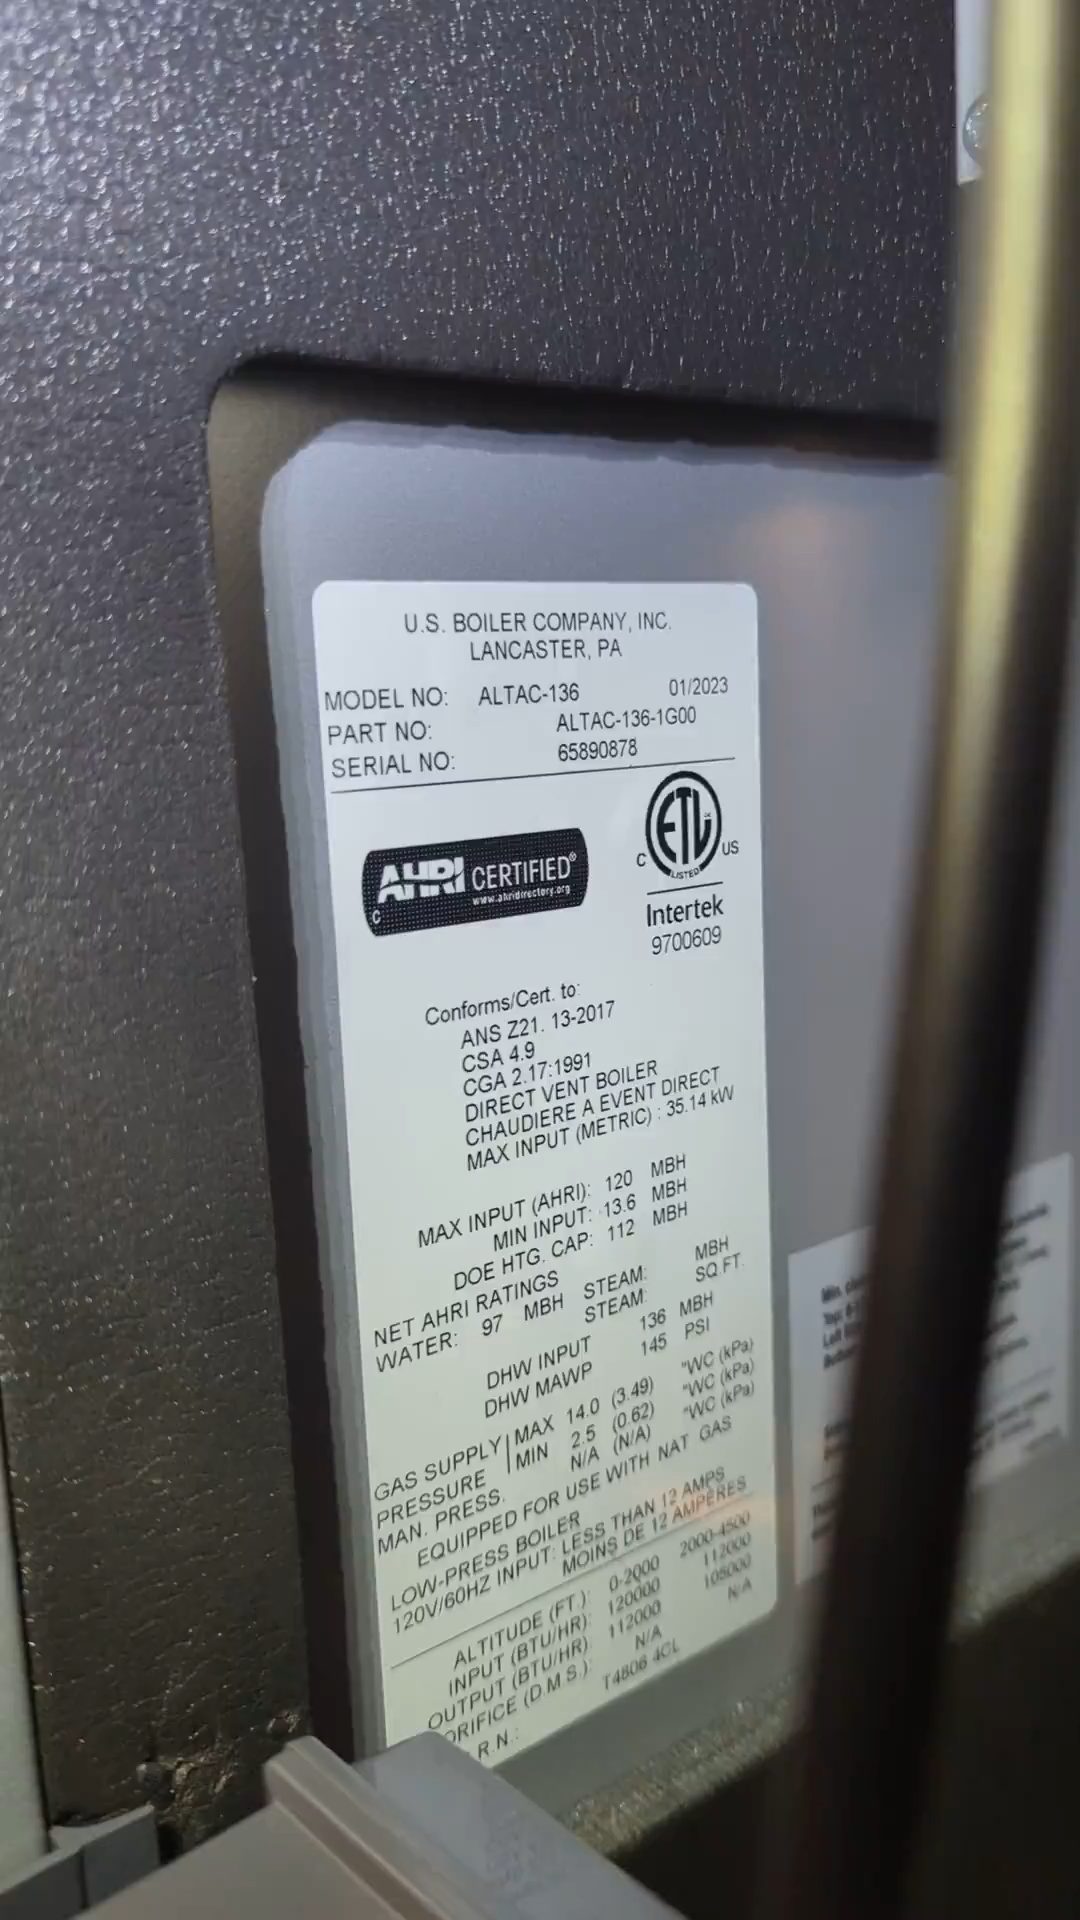 U.S. BOILER COMPANY, INC.
LANCASTER, PA
MODEL NO: ALTAC-136 01/2023
PART NO: ALTAC-136-1G00
SERIAL NO: 65890878
AHRI CERTIFIED®
www.ahridirectory.org
C
ETL
C US
LISTED
Intertek
9700609
Conforms/Cert. to:
ANS Z21. 13-2017
CSA 4.9
CGA 2.17:1991
DIRECT VENT BOILER
CHAUDIERE A EVENT DIRECT
MAX INPUT (METRIC) : 35.14 kW
MAX INPUT (AHRI): 120 MBH
MIN INPUT: 13.6 MBH
DOE HTG. CAP: 112 MBH
NET AHRI RATINGS STEAM: MBH
WATER: 97 MBH STEAM: SQ.FT.
DHW INPUT 136 MBH
DHW MAWP 145 PSI
GAS SUPPLY MAX 14.0 (3.49) "WC (kPa)
PRESSURE MIN 2.5 (0.62) "WC (kPa)
MAN. PRESS. N/A (N/A) "WC (kPa)
EQUIPPED FOR USE WITH NAT GAS
LOW-PRESS BOILER
120V/60HZ INPUT: LESS THAN 12 AMPS
MOINS DE 12 AMPERES
ALTITUDE (FT.): 0-2000 2000-4500
INPUT (BTU/HR): 120000 112000
OUTPUT (BTU/HR): 112000 105000
ORIFICE (D.M.S.): N/A N/A
R.N.: T4806 4CL